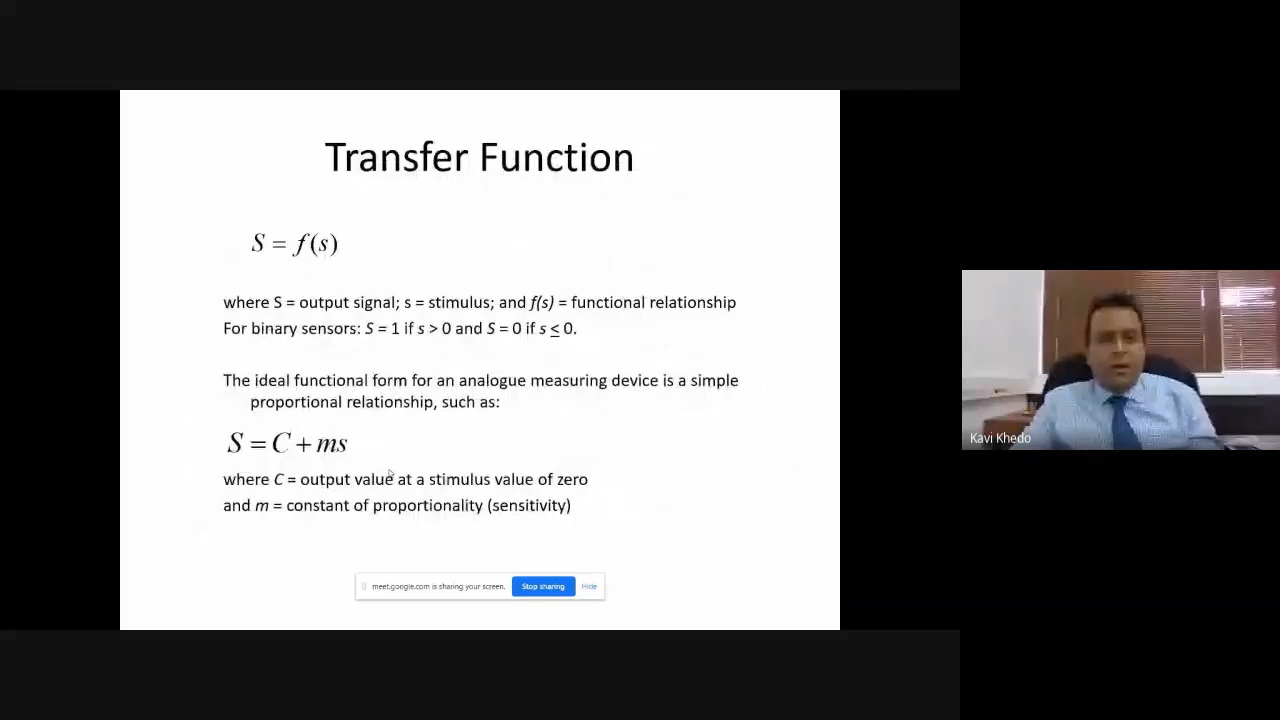 Transfer Function
S = f(s)
where S = output signal; s = stimulus; and f(s) = functional relationship
For binary sensors: S = 1 if s > 0 and S = 0 if s ≤ 0.
The ideal functional form for an analogue measuring device is a simple
proportional relationship, such as:
S = C + ms
where C = output value at a stimulus value of zero
and m = constant of proportionality (sensitivity)
meet.google.com is sharing your screen. Stop sharing Hide
Kavi Khedo